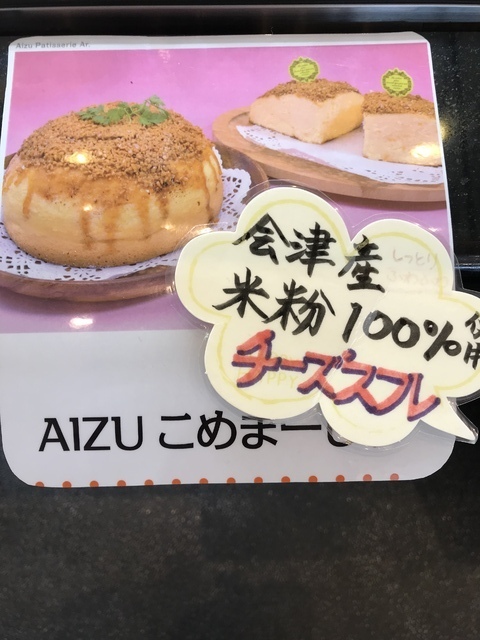 Aizu Patisserie Ar.
会津産
米粉100%使用
チーズスフレ
AIZU こめまーじ